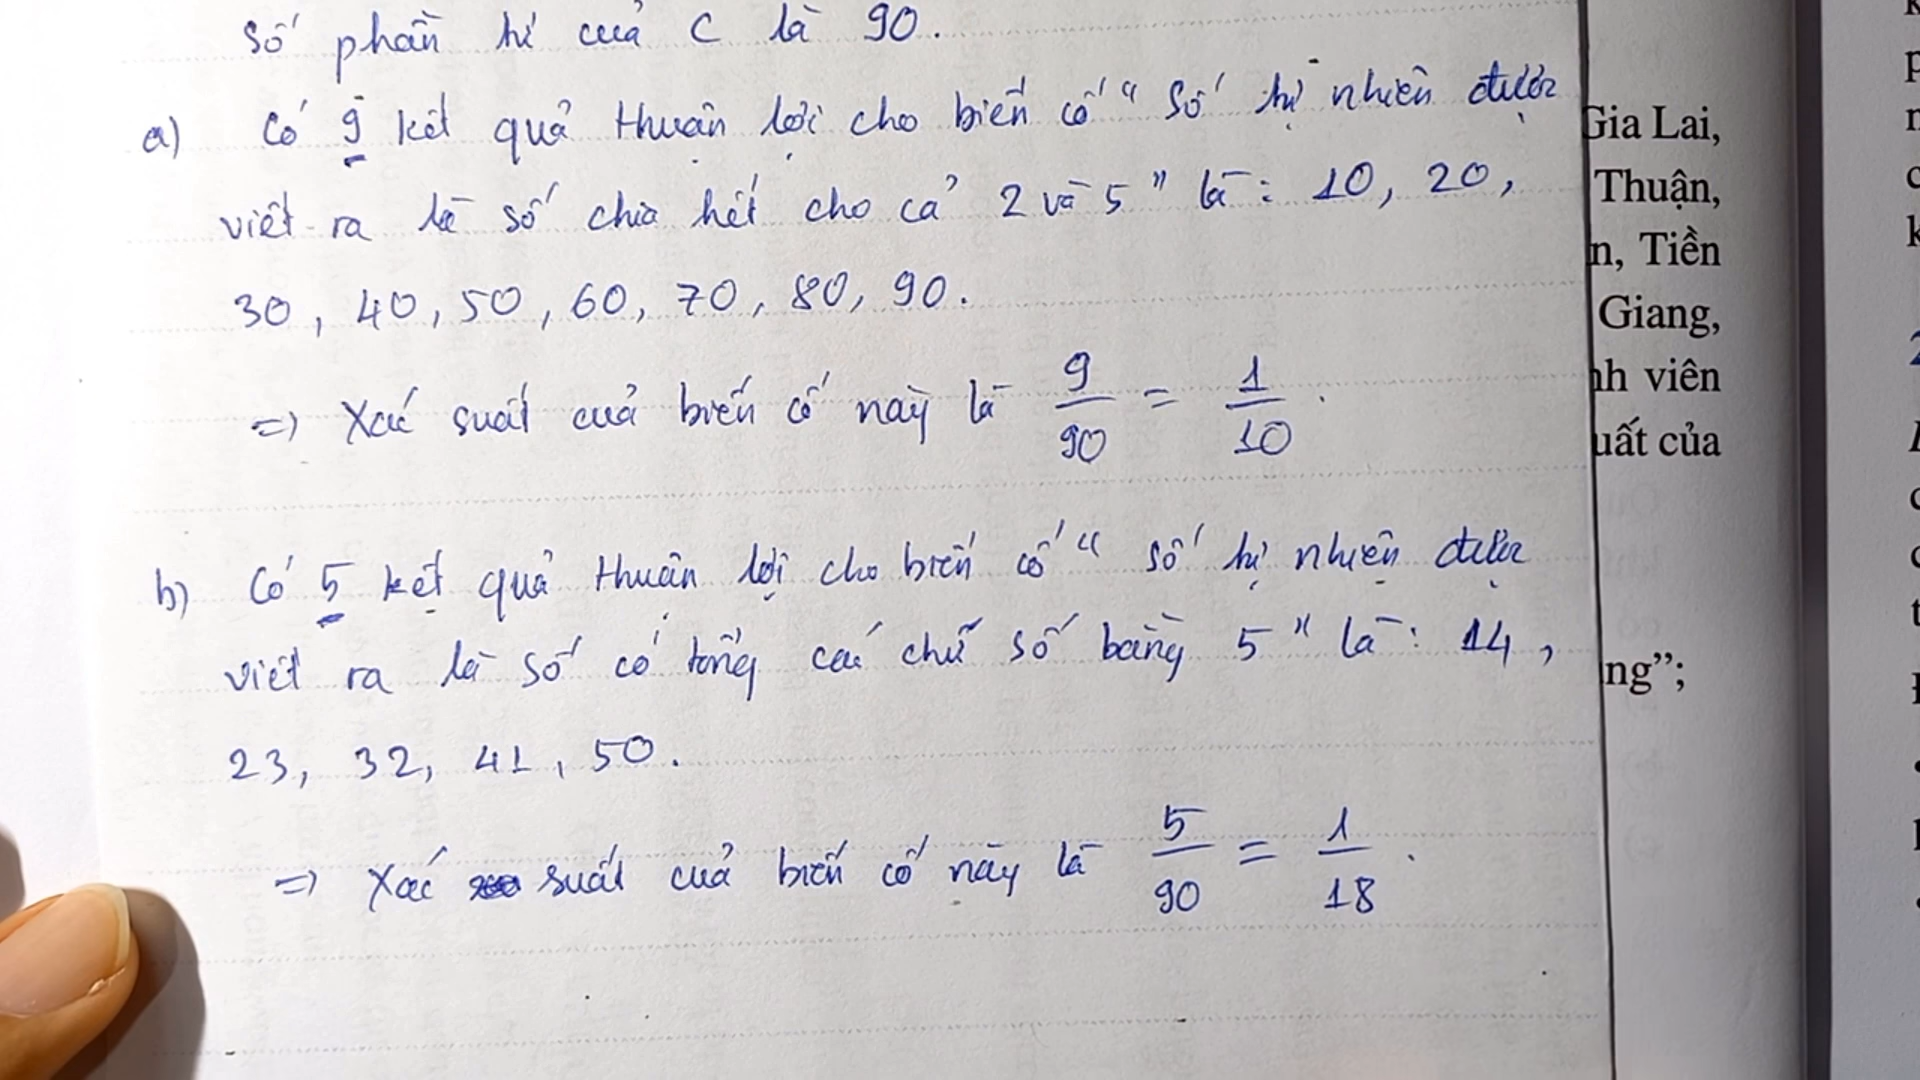 số phần tử của C là 90.
a) Có 9 kết quả thuận lợi cho biến cố "số tự nhiên được
viết ra là số chia hết cho cả 2 và 5" là: 10, 20,
30, 40, 50, 60, 70, 80, 90.
=> Xác suất của biến cố này là 9/90 = 1/10.
b) Có 5 kết quả thuận lợi cho biến cố "số tự nhiên được
viết ra là số có tổng các chữ số bằng 5" là: 14,
23, 32, 41, 50.
=> Xác suất của biến cố này là 5/90 = 1/18.
Gia Lai,
Thuận,
n, Tiền
Giang,
nh viên
uất của
ng";